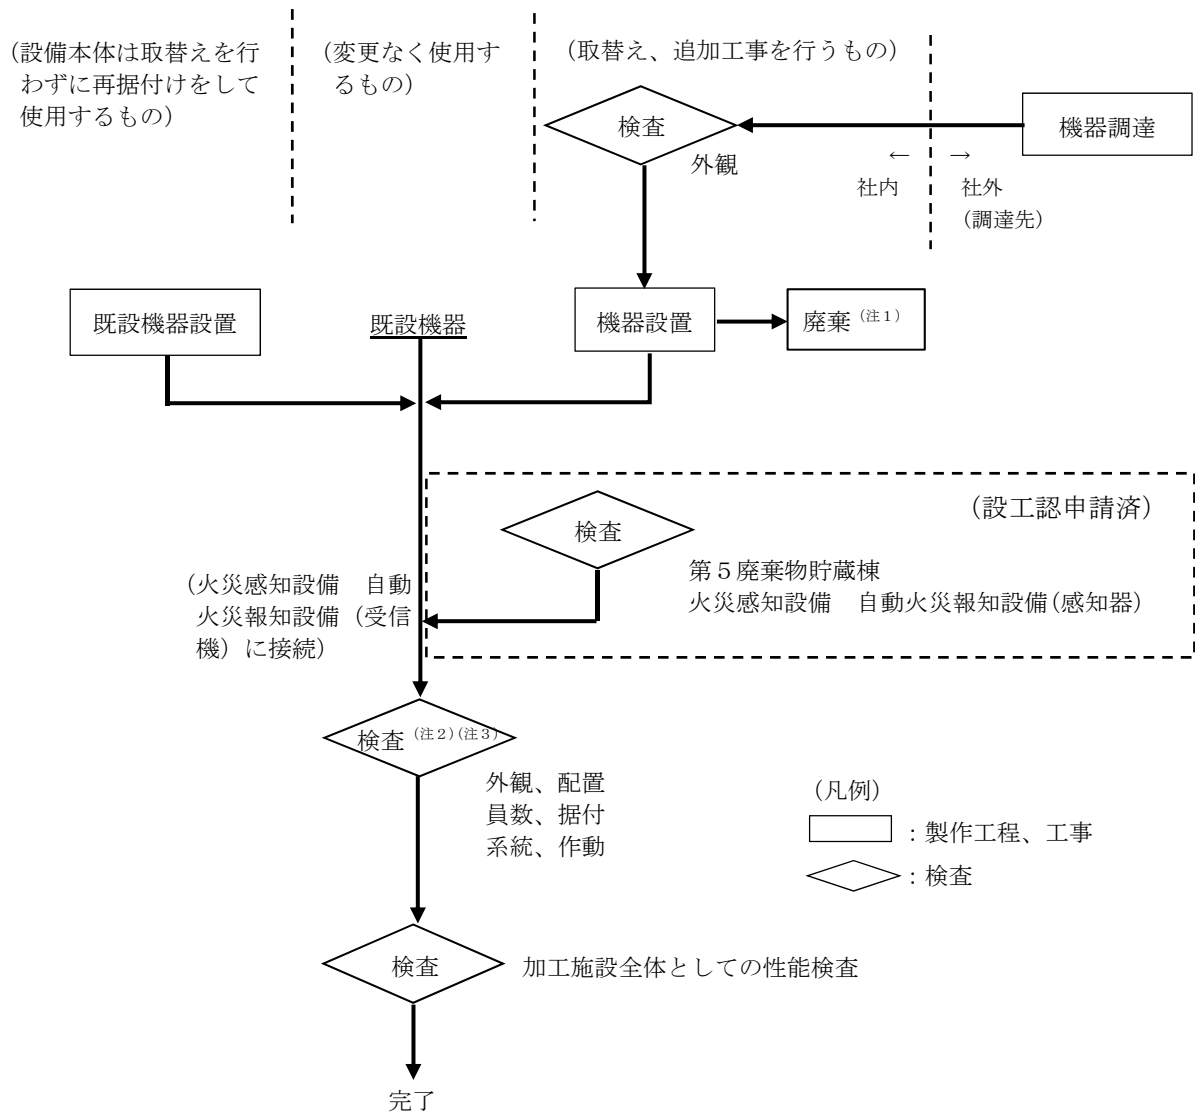 （設備本体は取替えを行
わずに再据付けをして
使用するもの）
（変更なく使用す
るもの）
（取替え、追加工事を行うもの）
検査
機器調達
外観
← →
社内 社外
（調達先）
既設機器設置
既設機器
機器設置
廃棄（注１）
（設工認申請済）
検査
第５廃棄物貯蔵棟
火災感知設備　自動火災報知設備(感知器)
（火災感知設備　自動
火災報知設備（受信
機）に接続）
検査（注２）（注３）
外観、配置
員数、据付
系統、作動
（凡例）
：製作工程、工事
：検査
検査
加工施設全体としての性能検査
完了